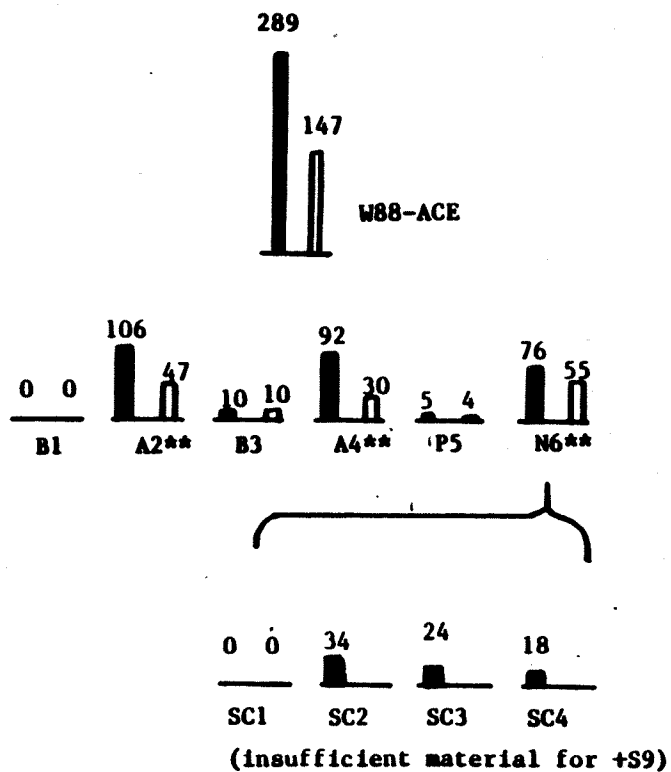 289
147
W88-ACE
106
47
92
30
76
55
0 0
10 10
5 4
B1 A2** B3 A4** P5 N6**
0 0 34 24 18
SC1 SC2 SC3 SC4
(insufficient material for +S9)